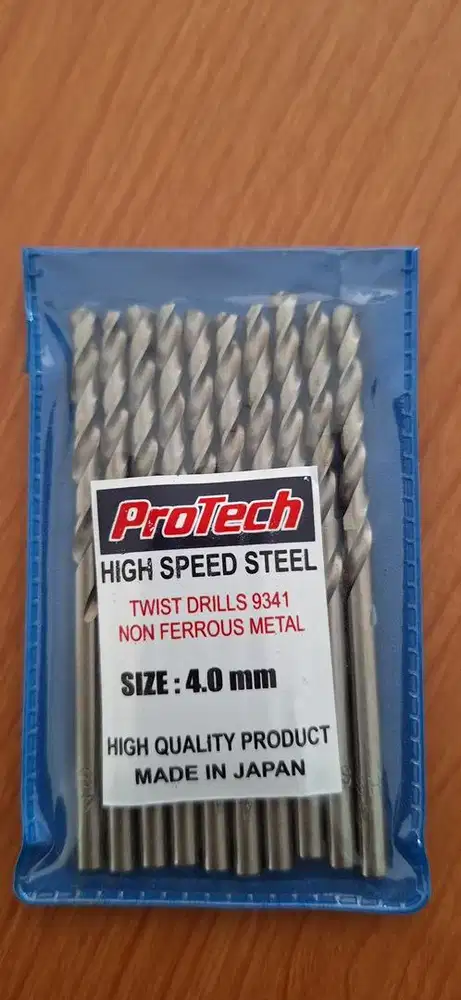 ProTech
HIGH SPEED STEEL
TWIST DRILLS 9341
NON FERROUS METAL
SIZE : 4.0 mm
HIGH QUALITY PRODUCT
MADE IN JAPAN